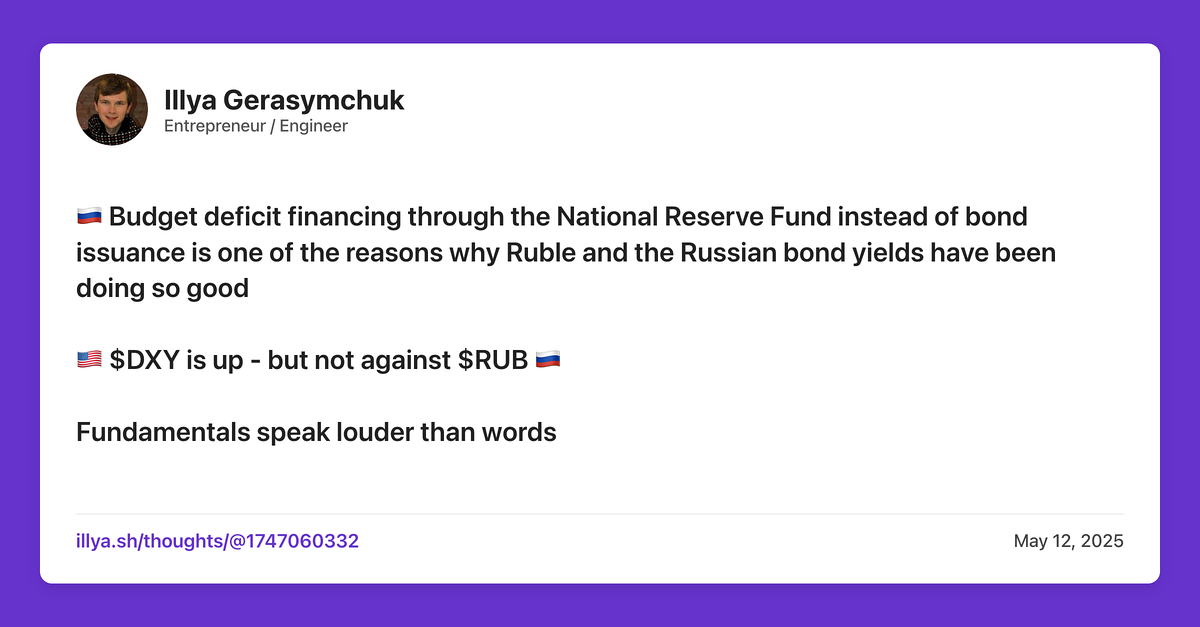 Illya Gerasymchuk
Entrepreneur / Engineer
🇷🇺 Budget deficit financing through the National Reserve Fund instead of bond
issuance is one of the reasons why Ruble and the Russian bond yields have been
doing so good
🇺🇸 $DXY is up - but not against $RUB 🇷🇺
Fundamentals speak louder than words
illya.sh/thoughts/@1747060332
May 12, 2025